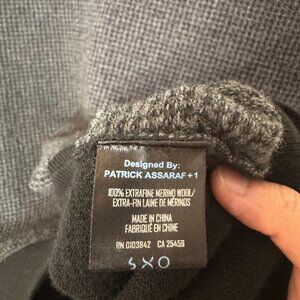 Designed By:
PATRICK ASSARAF +1
100% EXTRAFINE MERINO WOOL/
EXTRA-FIN LAINE DE MÉRINOS
MADE IN CHINA
FABRIQUÉ EN CHINE
RN 0103842 CA 25459